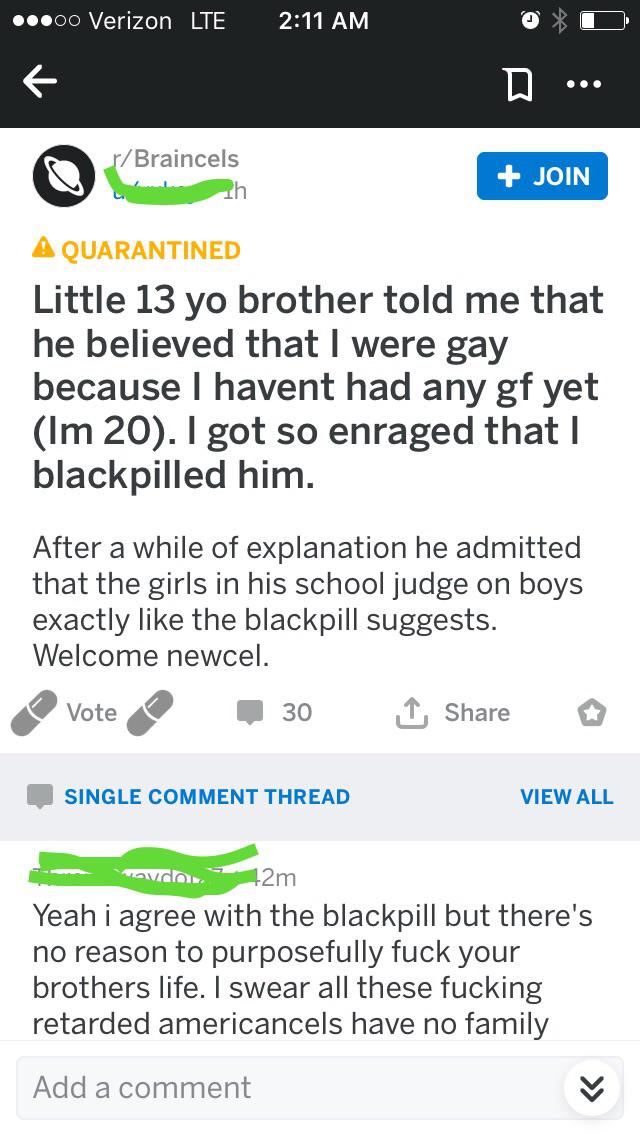 Verizon LTE 2:11 AM
r/Braincels
1h
+ JOIN
QUARANTINED
Little 13 yo brother told me that
he believed that I were gay
because I havent had any gf yet
(Im 20). I got so enraged that I
blackpilled him.
After a while of explanation he admitted
that the girls in his school judge on boys
exactly like the blackpill suggests.
Welcome newcel.
Vote 30 Share
SINGLE COMMENT THREAD VIEW ALL
42m
Yeah i agree with the blackpill but there's
no reason to purposefully fuck your
brothers life. I swear all these fucking
retarded americancels have no family
Add a comment